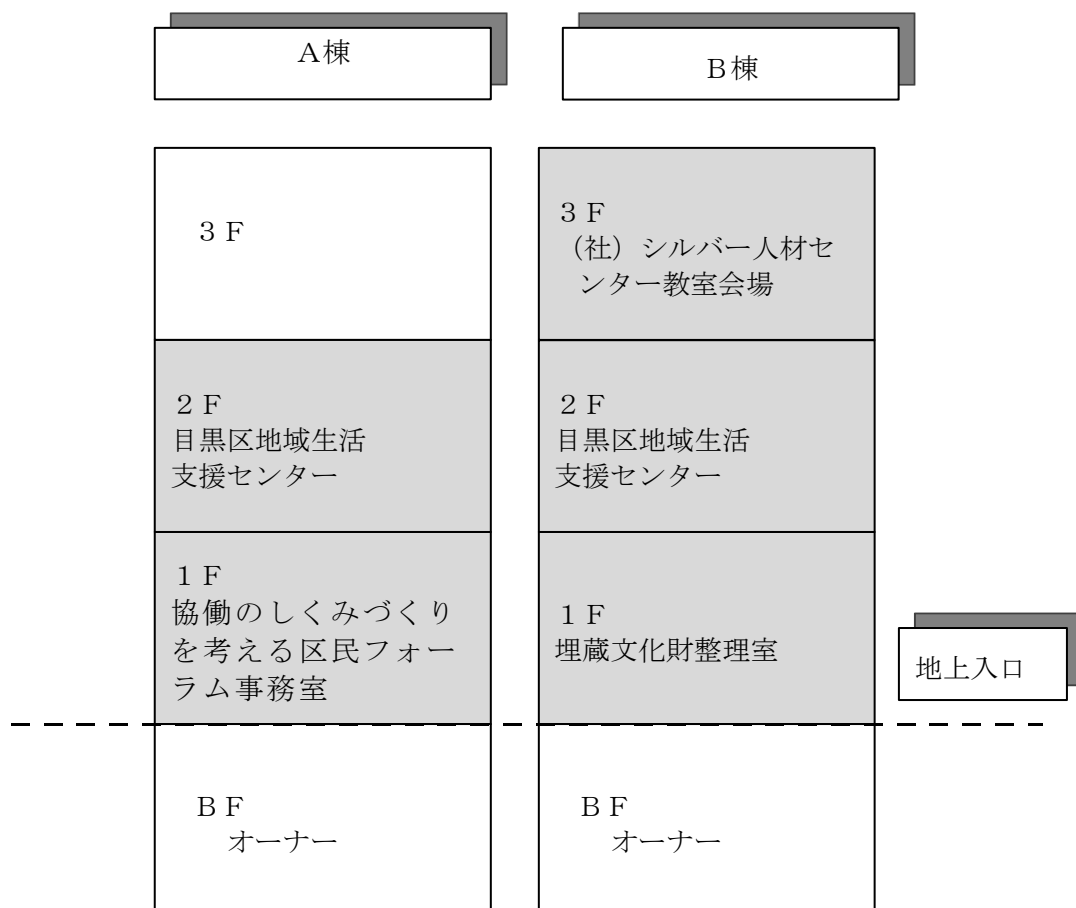 A棟
B棟
3F
3F
(社)シルバー人材セ
ンター教室会場
2F
目黒区地域生活
支援センター
2F
目黒区地域生活
支援センター
1F
協働のしくみづくり
を考える区民フォー
ラム事務室
1F
埋蔵文化財整理室
地上入口
BF
オーナー
BF
オーナー